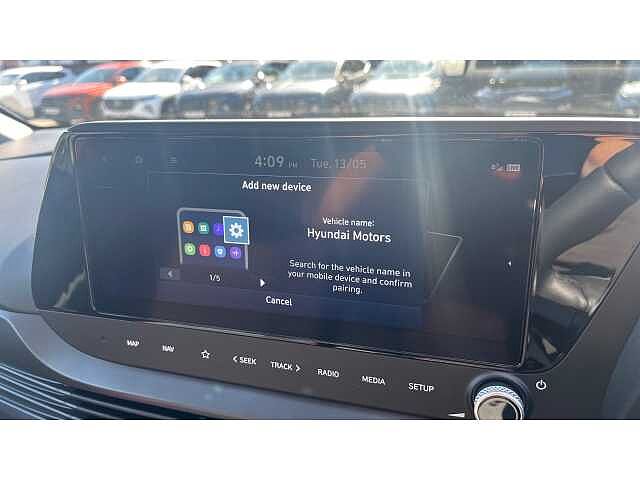 4:09 PM Tue. 13/05
LIVE
Add new device
Vehicle name:
Hyundai Motors
Search for the vehicle name in
your mobile device and confirm
pairing.
1/5
Cancel
MAP NAV SEEK TRACK RADIO MEDIA SETUP